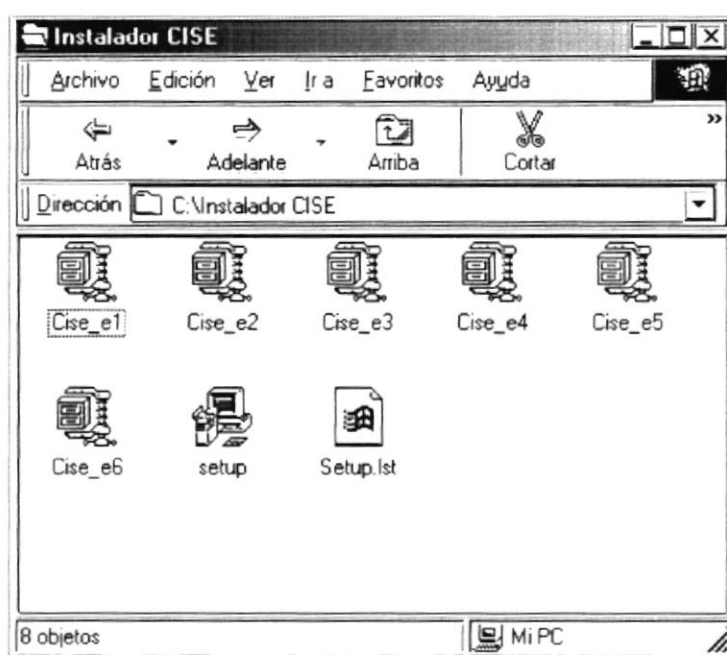 Instalador CISE
Archivo Edición Ver Ir a Favoritos Ayuda
»
Atrás Adelante Arriba Cortar
Dirección C:\Instalador CISE
Cise_e1 Cise_e2 Cise_e3 Cise_e4 Cise_e5
Cise_e6 setup Setup.lst
8 objetos Mi PC